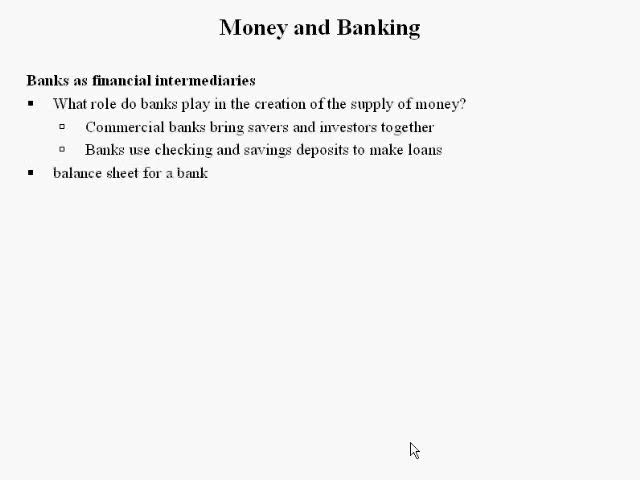 Money and Banking
Banks as financial intermediaries
What role do banks play in the creation of the supply of money?
Commercial banks bring savers and investors together
Banks use checking and savings deposits to make loans
balance sheet for a bank